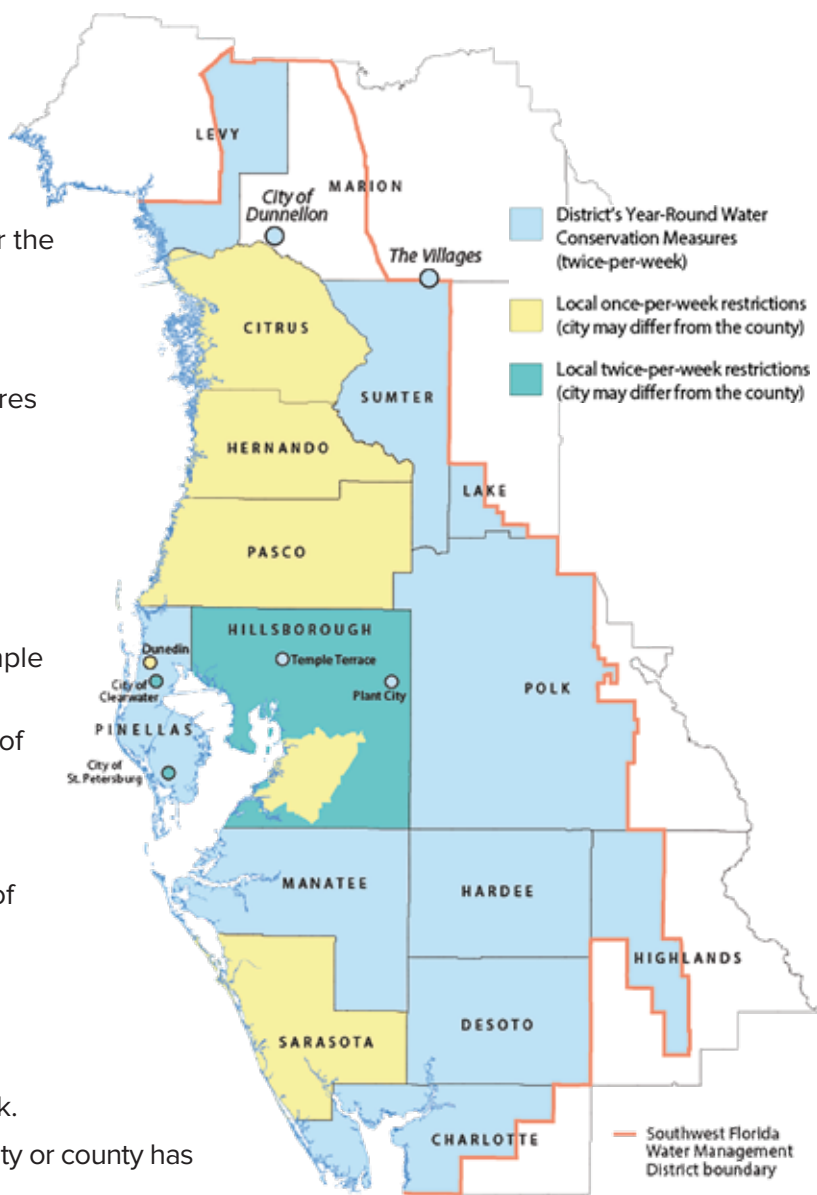 LEVY
MARION
City of
Dunnellon
The Villages
District's Year-Round Water
Conservation Measures
(twice-per-week)
r the
Local once-per-week restrictions
(city may differ from the county)
CITRUS
Local twice-per-week restrictions
(city may differ from the county)
SUMTER
res
HERNANDO
LAKE
PASCO
HILLSBOROUGH
Dunedin
Temple Terrace
nple
City of
Clearwater
Plant City
POLK
PINELLAS
of
City of
St. Petersburg
MANATEE
HARDEE
of
HIGHLANDS
DESOTO
SARASOTA
k.
CHARLOTTE
Southwest Florida
Water Management
District boundary
ty or county has